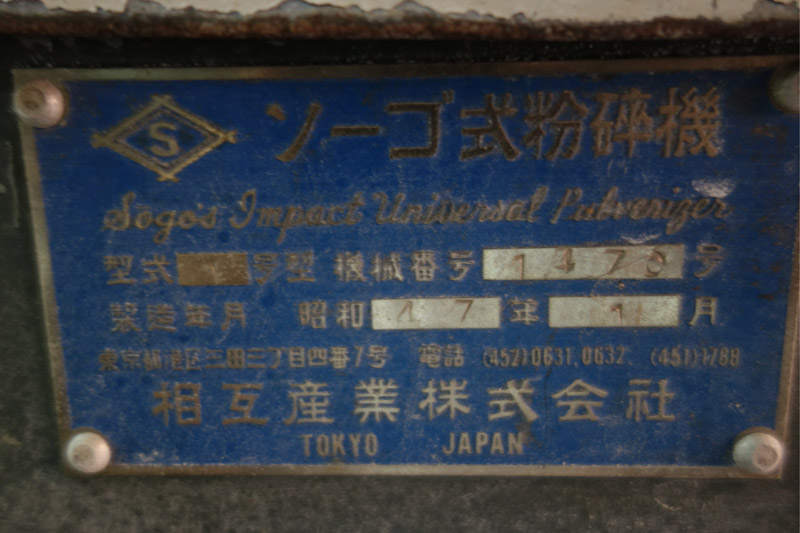 S ソーゴ式粉砕機
Sogo's Impact Universal Pulverizer
型式 号型 機械番号 1470 号
製造年月 昭和 47 年 1 月
東京都港区三田三丁目四番7号 電話 (452)0631,0632. (451)1788
相互産業株式会社
TOKYO JAPAN